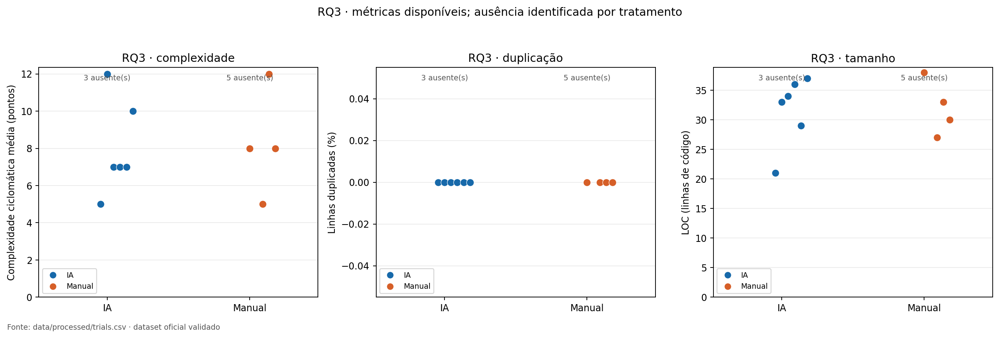 RQ3 · métricas disponíveis; ausência identificada por tratamento
RQ3 · complexidade
Complexidade ciclomática média (pontos)
12
10
8
6
4
2
0
3 ausente(s)
5 ausente(s)
IA
Manual
IA
Manual
RQ3 · duplicação
Linhas duplicadas (%)
0.04
0.02
0.00
−0.02
−0.04
3 ausente(s)
5 ausente(s)
IA
Manual
IA
Manual
RQ3 · tamanho
LOC (linhas de código)
35
30
25
20
15
10
5
0
3 ausente(s)
5 ausente(s)
IA
Manual
IA
Manual
Fonte: data/processed/trials.csv · dataset oficial validado